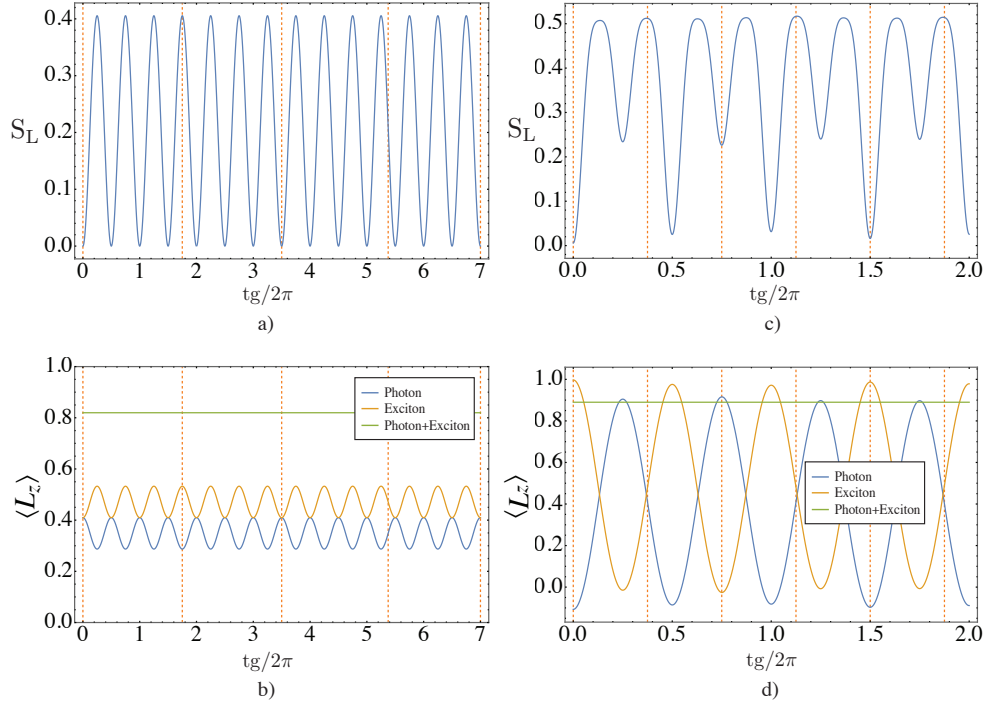 0.4
0.3
0.2
0.1
0.0
S_L
0 1 2 3 4 5 6 7
tg/2π
a)
0.5
0.4
0.3
0.2
0.1
0.0
S_L
0.0 0.5 1.0 1.5 2.0
tg/2π
c)
1.0
0.8
0.6
0.4
0.2
0.0
⟨L_z⟩
Photon
Exciton
Photon+Exciton
0 1 2 3 4 5 6 7
tg/2π
b)
1.0
0.8
0.6
0.4
0.2
0.0
⟨L_z⟩
Photon
Exciton
Photon+Exciton
0.0 0.5 1.0 1.5 2.0
tg/2π
d)